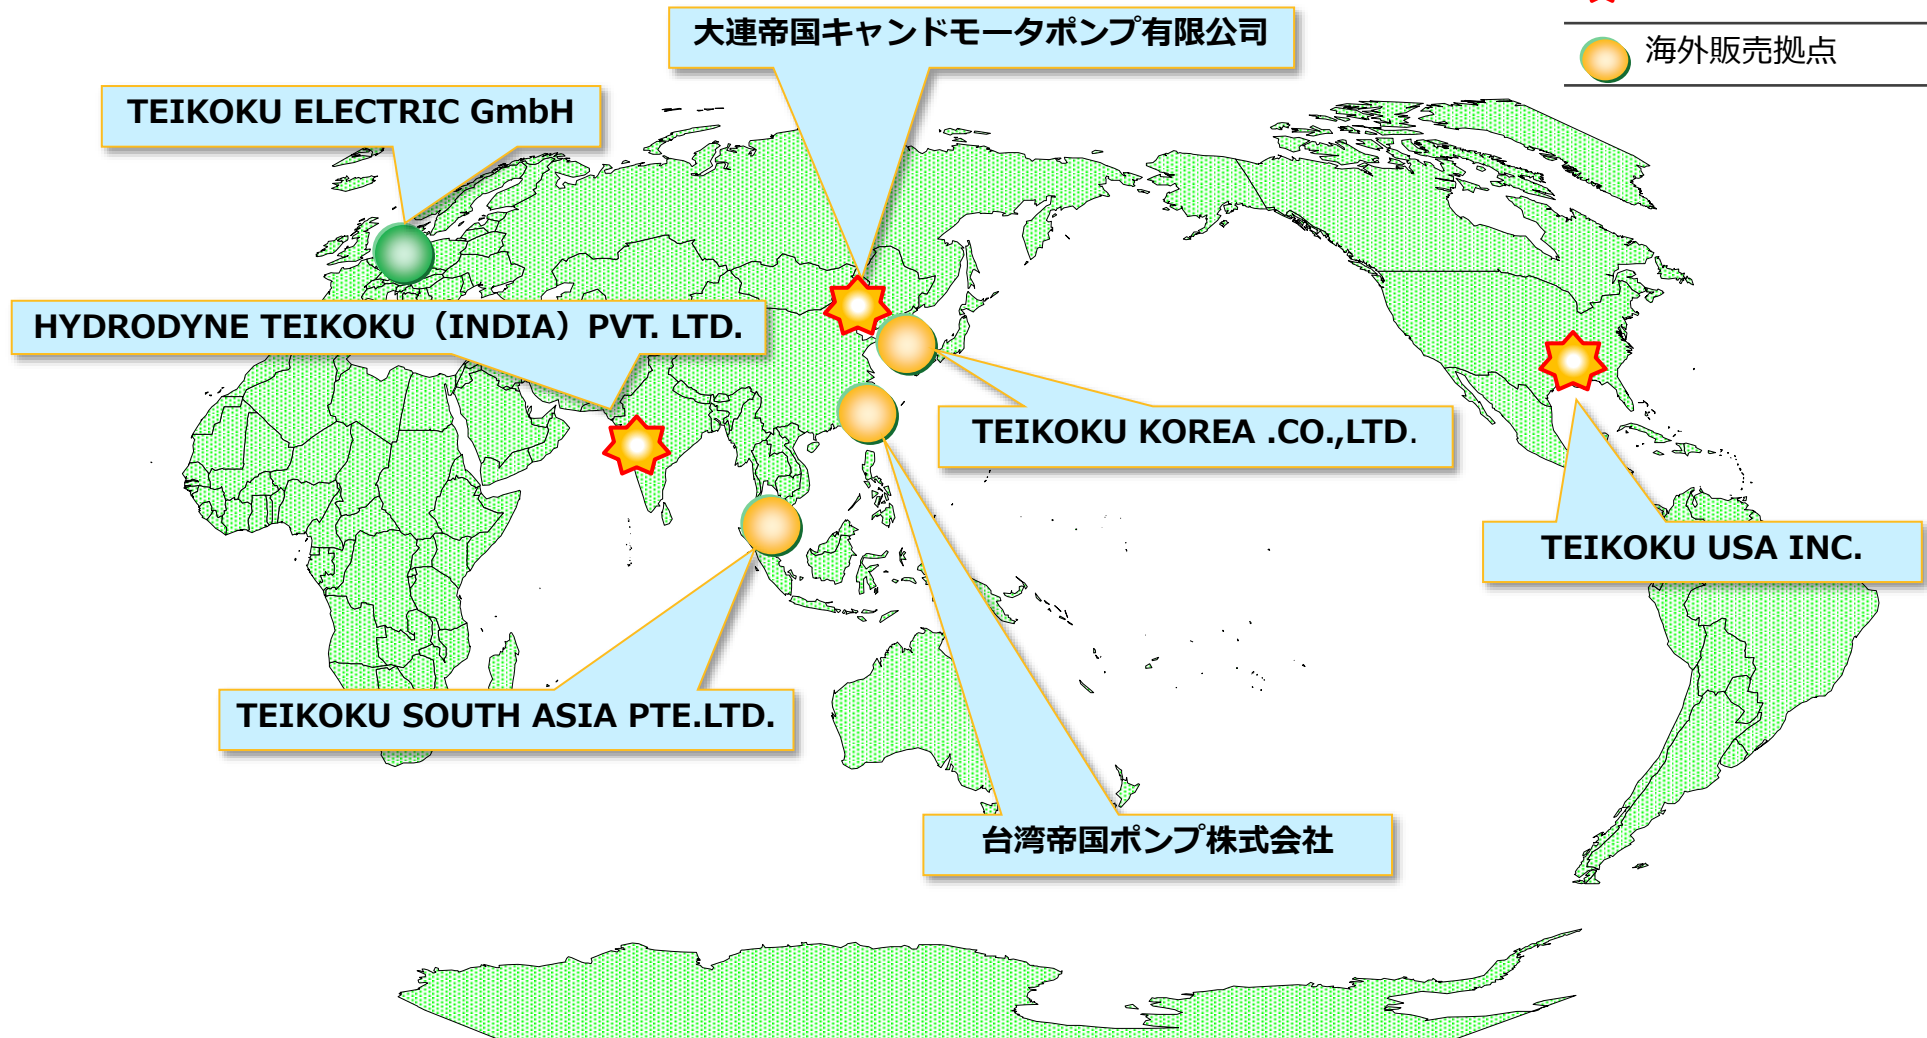 大連帝国キャンドモータポンプ有限公司
海外販売拠点
TEIKOKU ELECTRIC GmbH
HYDRODYNE TEIKOKU（INDIA）PVT. LTD.
TEIKOKU KOREA .CO.,LTD.
TEIKOKU USA INC.
TEIKOKU SOUTH ASIA PTE.LTD.
台湾帝国ポンプ株式会社